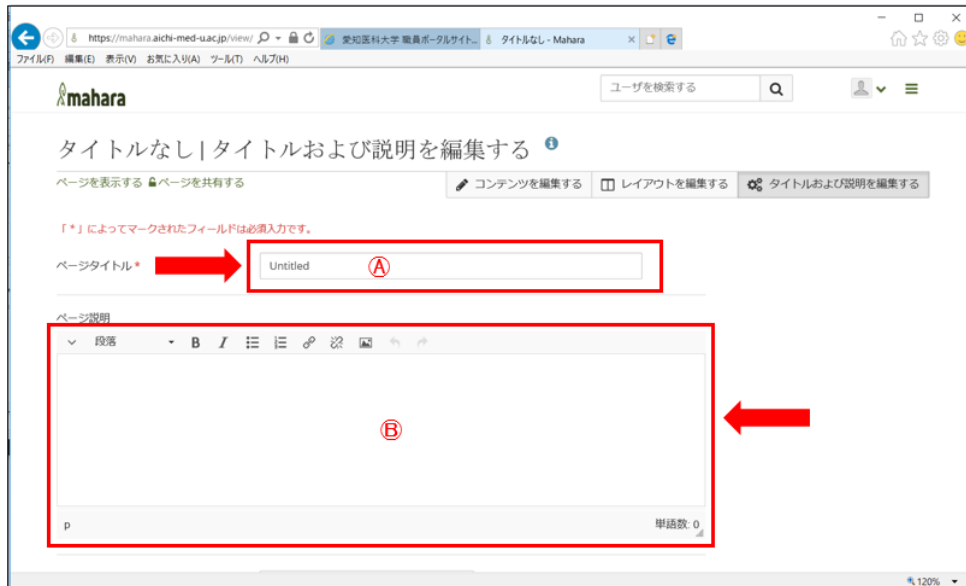 https://mahara.aichi-med-u.ac.jp/view/
愛知医科大学 職員ポータルサイト...
タイトルなし - Mahara
ファイル(F) 編集(E) 表示(V) お気に入り(A) ツール(T) ヘルプ(H)
mahara
ユーザを検索する
タイトルなし | タイトルおよび説明を編集する
ページを表示する ページを共有する
コンテンツを編集する
レイアウトを編集する
タイトルおよび説明を編集する
「*」によってマークされたフィールドは必須入力です。
ページタイトル *
Untitled
Ⓐ
ページ説明
段落 B I
Ⓑ
p
単語数: 0
120%